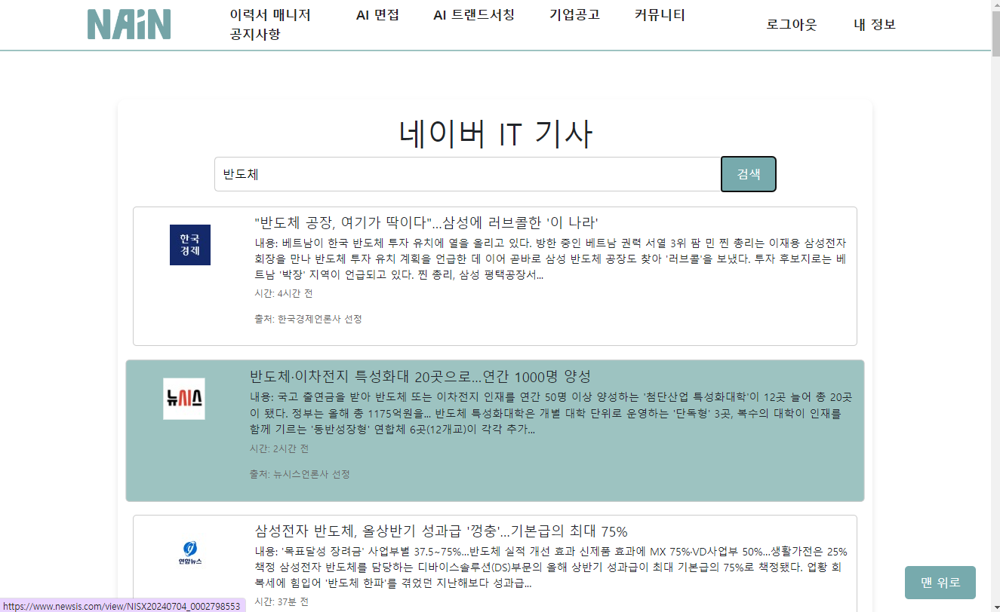 NAiN
이력서 매니저
AI 면접
AI 트랜드서칭
기업공고
커뮤니티
공지사항
로그아웃
내 정보
네이버 IT 기사
반도체
검색
한국
경제
"반도체 공장, 여기가 딱이다"...삼성에 러브콜한 '이 나라'
내용: 베트남이 한국 반도체 투자 유치에 열을 올리고 있다. 방한 중인 베트남 권력 서열 3위 팜 민 찐 총리는 이재용 삼성전자
회장을 만나 반도체 투자 유치 계획을 언급한 데 이어 곧바로 삼성 반도체 공장도 찾아 '러브콜'을 보냈다. 투자 후보지로는 베
트남 '박장' 지역이 언급되고 있다. 찐 총리, 삼성 평택공장서...
시간: 4시간 전
출처: 한국경제언론사 선정
뉴시스
반도체·이차전지 특성화대 20곳으로…연간 1000명 양성
내용: 국고 출연금을 받아 반도체 또는 이차전지 인재를 연간 50명 이상 양성하는 '첨단산업 특성화대학'이 12곳 늘어 총 20곳
이 됐다. 정부는 올해 총 1175억원을... 반도체 특성화대학은 개별 대학 단위로 운영하는 '단독형' 3곳, 복수의 대학이 인재를
함께 기르는 '동반성장형' 연합체 6곳(12개교)이 각각 추가...
시간: 2시간 전
출처: 뉴시스언론사 선정
연합뉴스
삼성전자 반도체, 올상반기 성과급 '껑충'…기본급의 최대 75%
내용: '목표달성 장려금' 사업부별 37.5~75%…반도체 실적 개선 효과 신제품 효과에 MX 75%·VD사업부 50%…생활가전은 25%
책정 삼성전자 반도체를 담당하는 디바이스솔루션(DS)부문의 올해 상반기 성과급이 최대 기본급의 75%로 책정됐다. 업황 회
복세에 힘입어 '반도체 한파'를 겪었던 지난해보다 성과급...
시간: 37분 전
맨 위로
https://www.newsis.com/view/NISX20240704_0002798553